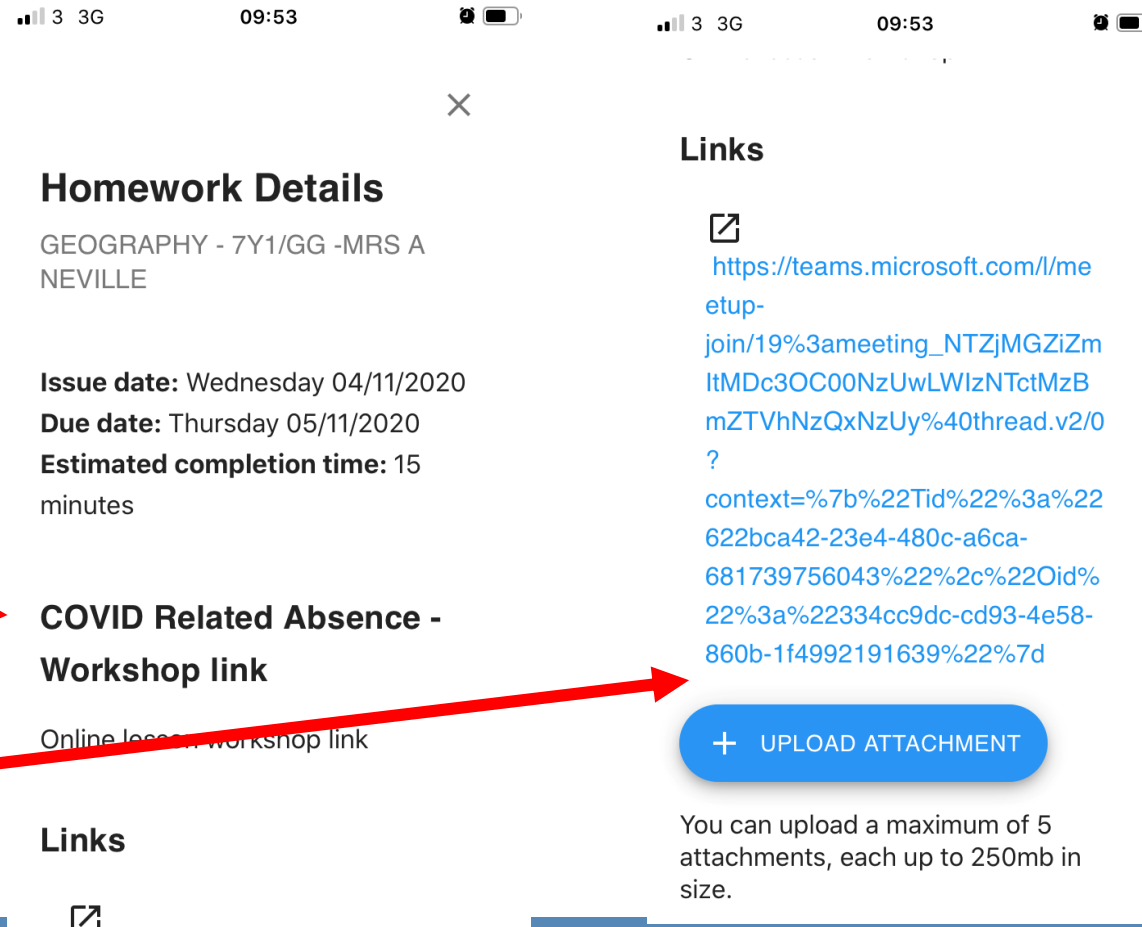 3 3G
09:53
Homework Details
GEOGRAPHY - 7Y1/GG -MRS A
NEVILLE
Issue date: Wednesday 04/11/2020
Due date: Thursday 05/11/2020
Estimated completion time: 15
minutes
COVID Related Absence -
Workshop link
Online lesson workshop link
Links
3 3G
09:53
Links
https://teams.microsoft.com/l/me
etup-
join/19%3ameeting_NTZjMGZiZm
ItMDc3OC00NzUwLWIzNTctMzB
mZTVhNzQxNzUy%40thread.v2/0
?
context=%7b%22Tid%22%3a%22
622bca42-23e4-480c-a6ca-
681739756043%22%2c%22Oid%
22%3a%22334cc9dc-cd93-4e58-
860b-1f4992191639%22%7d
+ UPLOAD ATTACHMENT
You can upload a maximum of 5
attachments, each up to 250mb in
size.